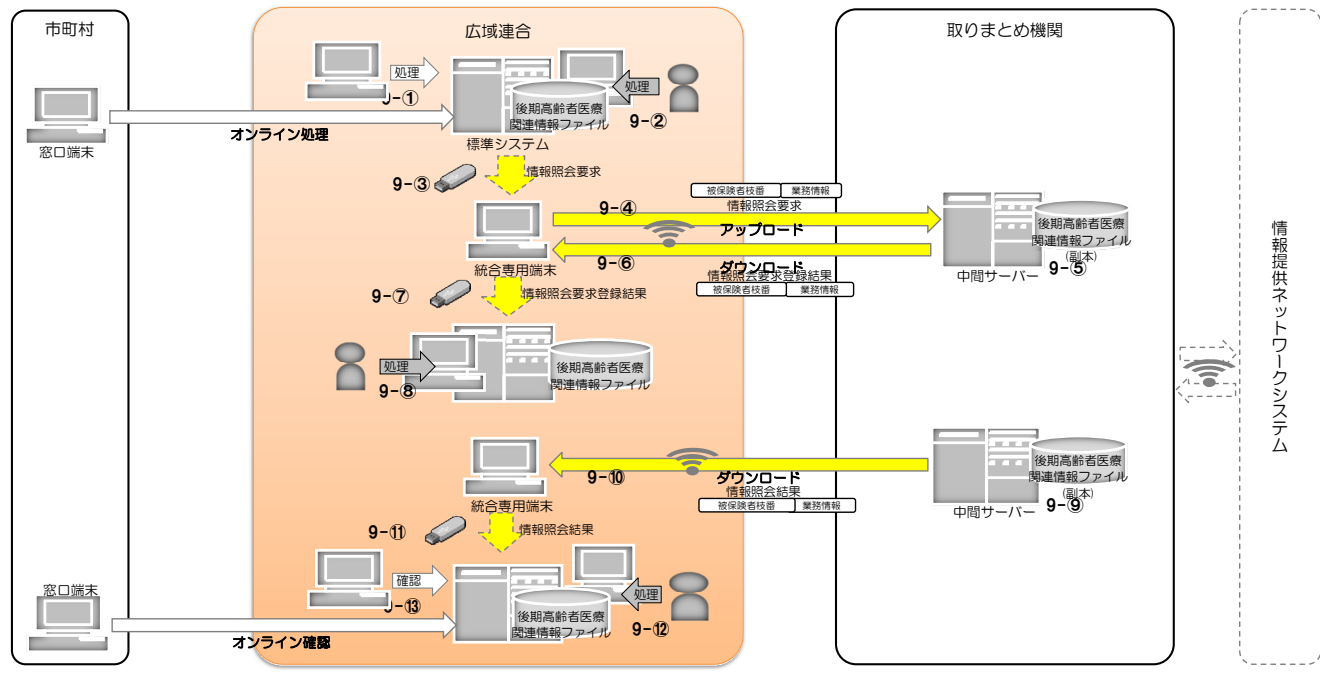 市町村
広域連合
取りまとめ機関
処理
9-①
処理
9-②
後期高齢者医療
関連情報ファイル
標準システム
窓口端末
オンライン処理
9-③
情報照会要求
被保険者枝番
業務情報
情報照会要求
9-④
アップロード
統合専用端末
9-⑥
ダウンロード
情報照会要求登録結果
被保険者枝番
業務情報
後期高齢者医療
関連情報ファイル
(副本)
9-⑤
中間サーバー
情報提供ネットワークシステム
9-⑦
情報照会要求登録結果
処理
9-⑧
後期高齢者医療
関連情報ファイル
9-⑩
ダウンロード
情報照会結果
被保険者枝番
業務情報
後期高齢者医療
関連情報ファイル
(副本)
9-⑨
中間サーバー
統合専用端末
9-⑪
情報照会結果
確認
9-⑬
処理
9-⑫
後期高齢者医療
関連情報ファイル
窓口端末
オンライン確認